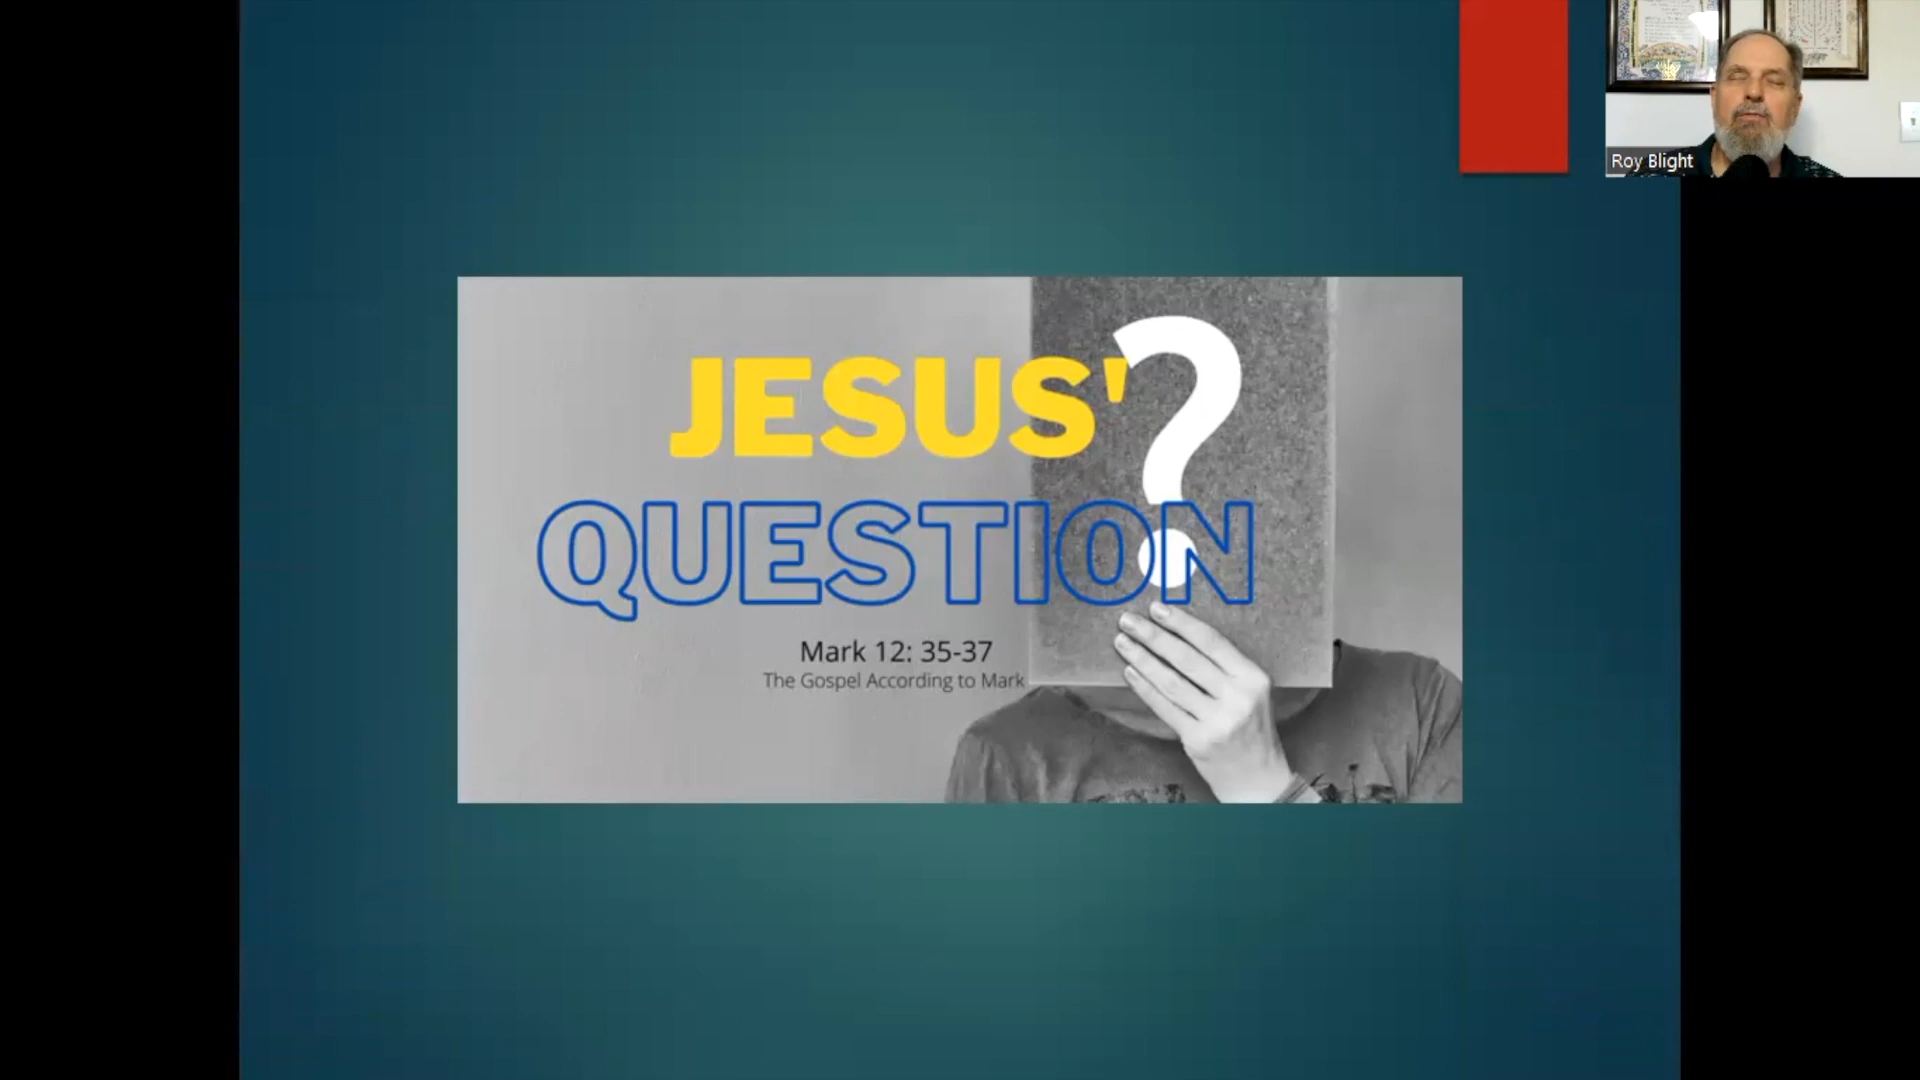 JESUS'
?
QUESTION
Mark 12: 35-37
The Gospel According to Mark
Roy Blight